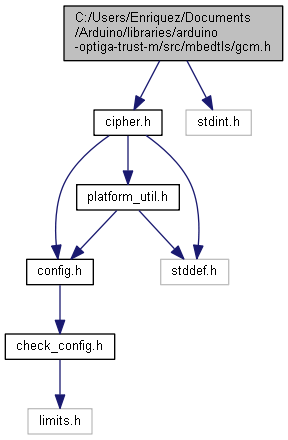 C:/Users/Enriquez/Documents
/Arduino/libraries/arduino
-optiga-trust-m/src/mbedtls/gcm.h
cipher.h
stdint.h
platform_util.h
config.h
stddef.h
check_config.h
limits.h